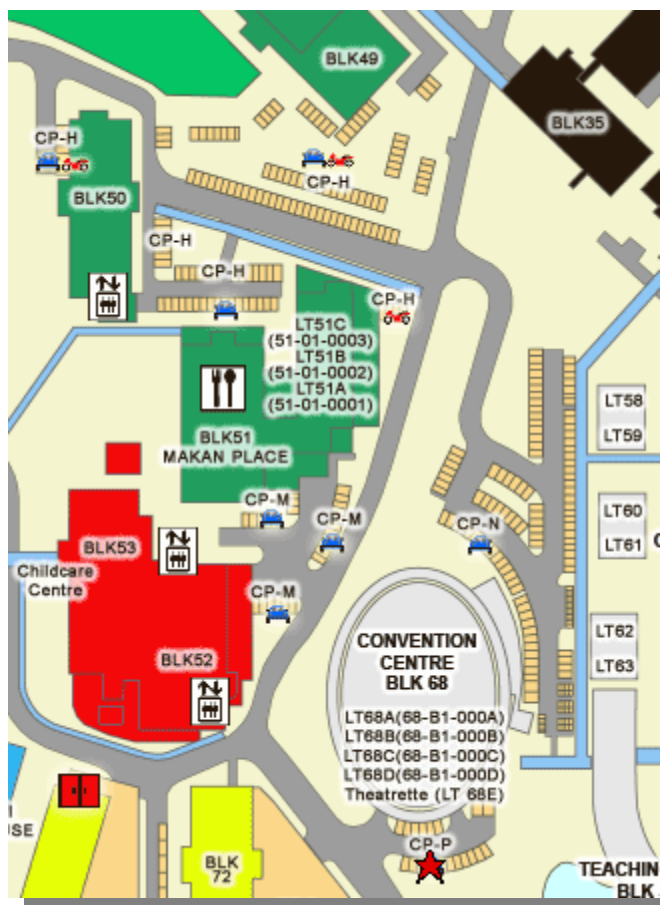 BLK49
BLK35
CP-H
CP-H
BLK50
CP-H
CP-H
CP-H
LT51C
(51-01-0003)
LT51B
(51-01-0002)
LT51A
(51-01-0001)
LT58
LT59
BLK51
MAKAN PLACE
CP-M
CP-M
CP-N
LT60
LT61
BLK53
Childcare
Centre
CP-M
LT62
LT63
CONVENTION
CENTRE
BLK 68
BLK52
LT68A(68-B1-000A)
LT68B(68-B1-000B)
LT68C(68-B1-000C)
LT68D(68-B1-000D)
Theatrette (LT 68E)
USE
CP-P
BLK
72
TEACHIN
BLK